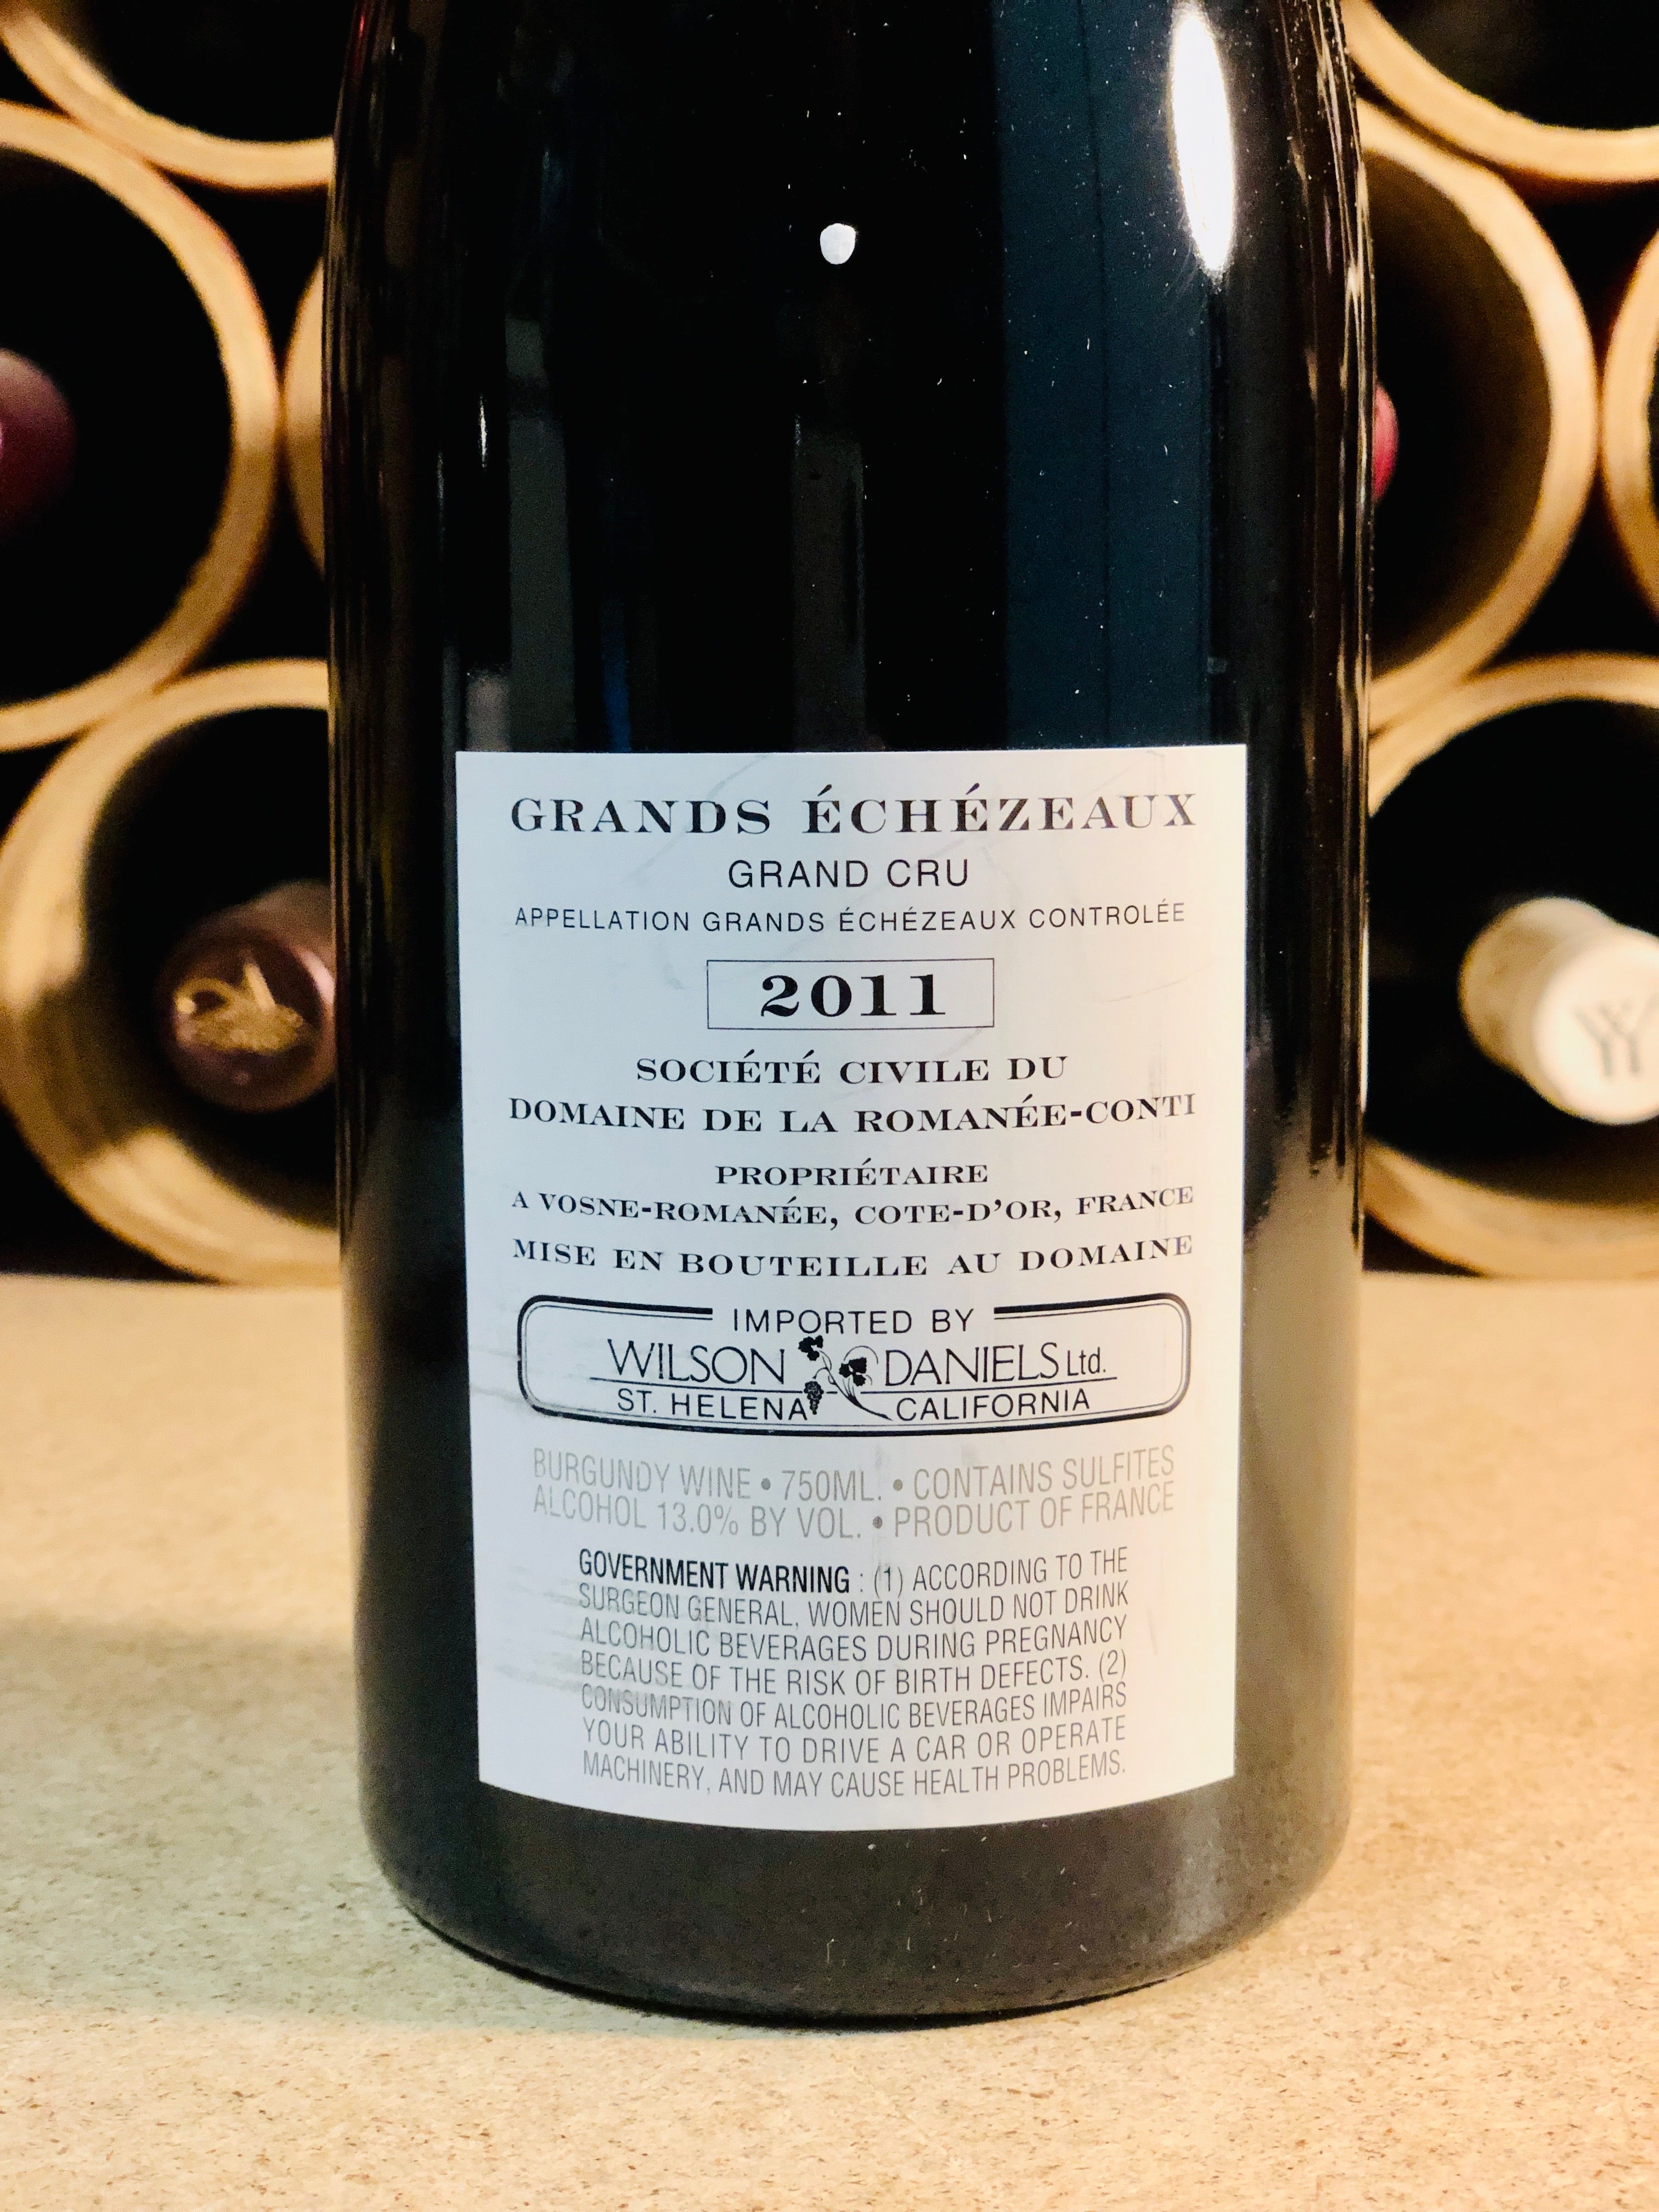 GRANDS ÉCHÉZEAUX
GRAND CRU
APPELLATION GRANDS ÉCHÉZEAUX CONTROLÉE
2011
SOCIÉTÉ CIVILE DU
DOMAINE DE LA ROMANÉE-CONTI
PROPRIÉTAIRE
A VOSNE-ROMANÉE, COTE-D'OR, FRANCE
MISE EN BOUTEILLE AU DOMAINE
IMPORTED BY
WILSON DANIELS Ltd.
ST. HELENA CALIFORNIA
BURGUNDY WINE • 750ML. • CONTAINS SULFITES
ALCOHOL 13.0% BY VOL. • PRODUCT OF FRANCE
GOVERNMENT WARNING : (1) ACCORDING TO THE
SURGEON GENERAL, WOMEN SHOULD NOT DRINK
ALCOHOLIC BEVERAGES DURING PREGNANCY
BECAUSE OF THE RISK OF BIRTH DEFECTS. (2)
CONSUMPTION OF ALCOHOLIC BEVERAGES IMPAIRS
YOUR ABILITY TO DRIVE A CAR OR OPERATE
MACHINERY, AND MAY CAUSE HEALTH PROBLEMS.